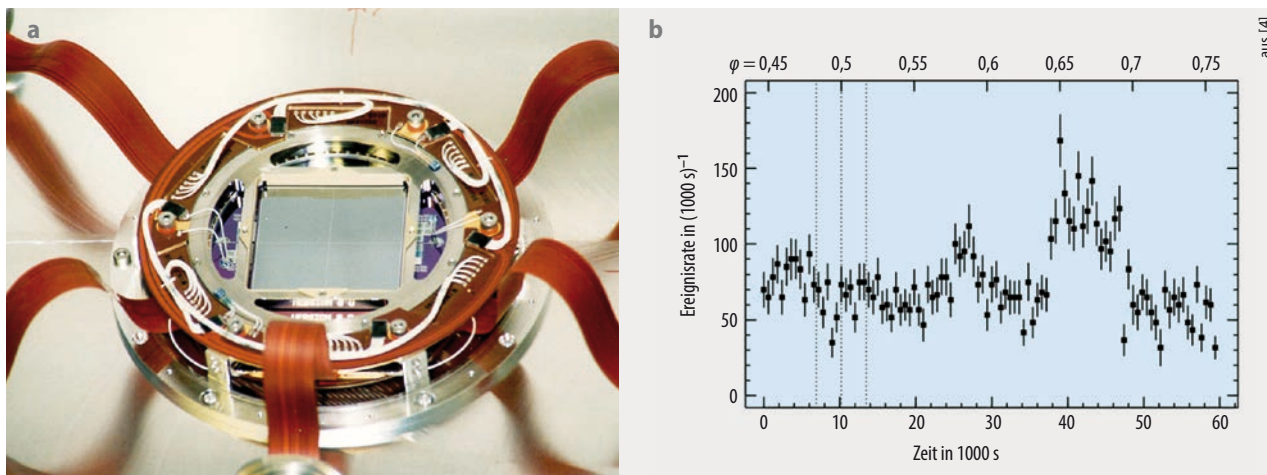 a
b
aus [4]
φ = 0,45 0,5 0,55 0,6 0,65 0,7 0,75
200
150
100
50
0
Ereignisrate in (1000 s)⁻¹
0 10 20 30 40 50 60
Zeit in 1000 s